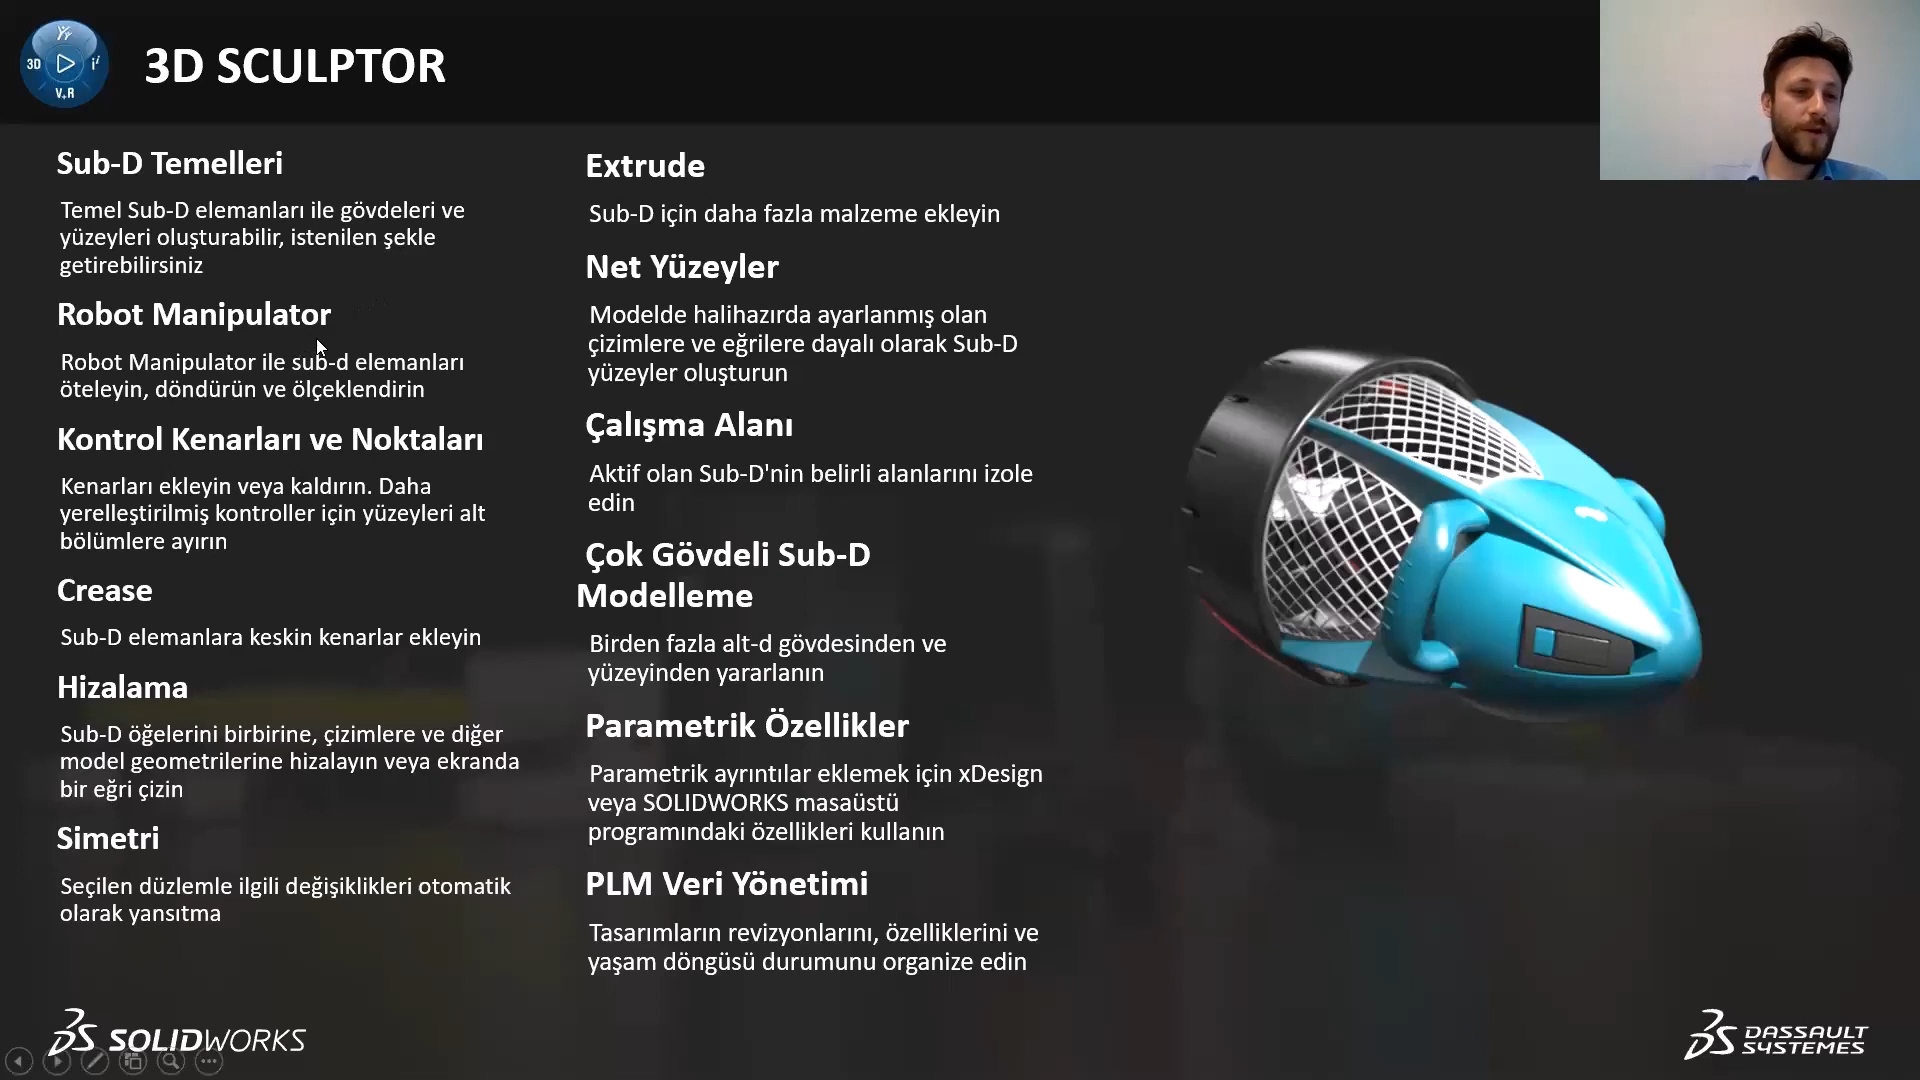 3D
V+R
3D SCULPTOR
Sub-D Temelleri
Temel Sub-D elemanları ile gövdeleri ve
yüzeyleri oluşturabilir, istenilen şekle
getirebilirsiniz
Robot Manipulator
Robot Manipulator ile sub-d elemanları
öteleyin, döndürün ve ölçeklendirin
Kontrol Kenarları ve Noktaları
Kenarları ekleyin veya kaldırın. Daha
yerelleştirilmiş kontroller için yüzeyleri alt
bölümlere ayırın
Crease
Sub-D elemanlara keskin kenarlar ekleyin
Hizalama
Sub-D öğelerini birbirine, çizimlere ve diğer
model geometrilerine hizalayın veya ekranda
bir eğri çizin
Simetri
Seçilen düzlemle ilgili değişiklikleri otomatik
olarak yansıtma
Extrude
Sub-D için daha fazla malzeme ekleyin
Net Yüzeyler
Modelde halihazırda ayarlanmış olan
çizimlere ve eğrilere dayalı olarak Sub-D
yüzeyler oluşturun
Çalışma Alanı
Aktif olan Sub-D'nin belirli alanlarını izole
edin
Çok Gövdeli Sub-D
Modelleme
Birden fazla alt-d gövdesinden ve
yüzeyinden yararlanın
Parametrik Özellikler
Parametrik ayrıntılar eklemek için xDesign
veya SOLIDWORKS masaüstü
programındaki özellikleri kullanın
PLM Veri Yönetimi
Tasarımların revizyonlarını, özelliklerini ve
yaşam döngüsü durumunu organize edin
SOLIDWORKS
DASSAULT
SYSTEMES